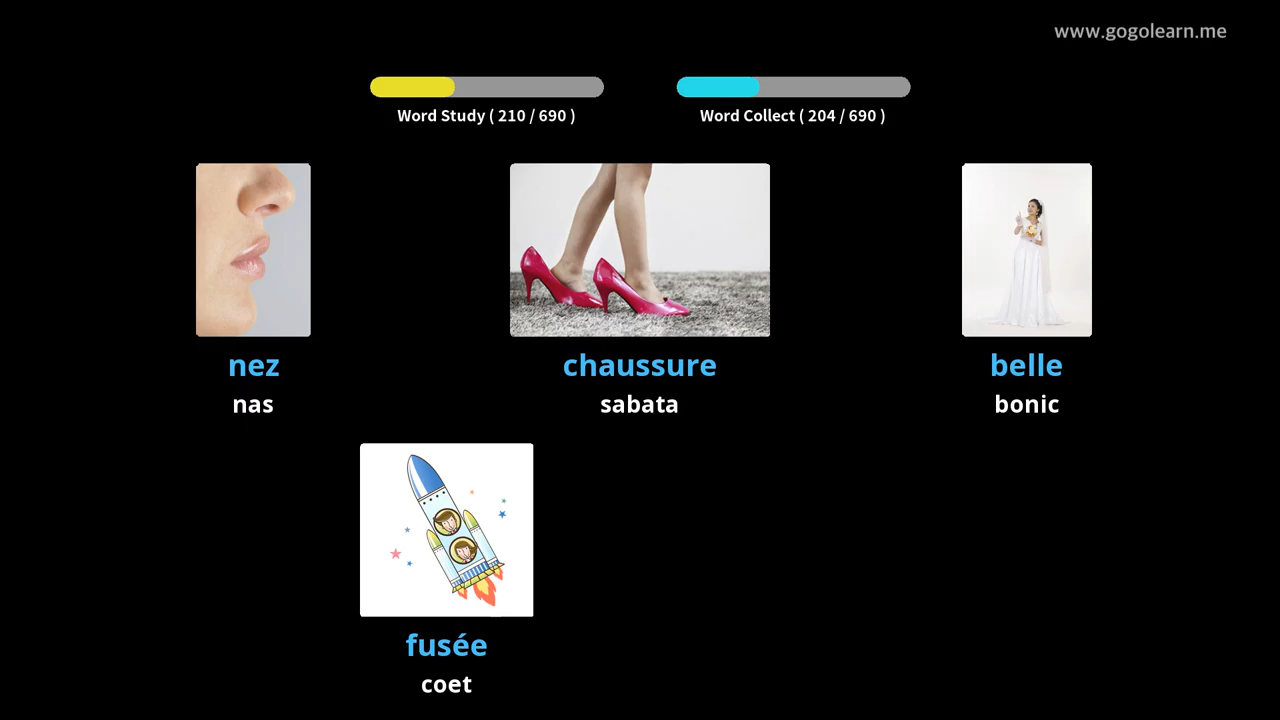 www.gogolearn.me
Word Study ( 210 / 690 )
Word Collect ( 204 / 690 )
nez
nas
chaussure
sabata
belle
bonic
fusée
coet